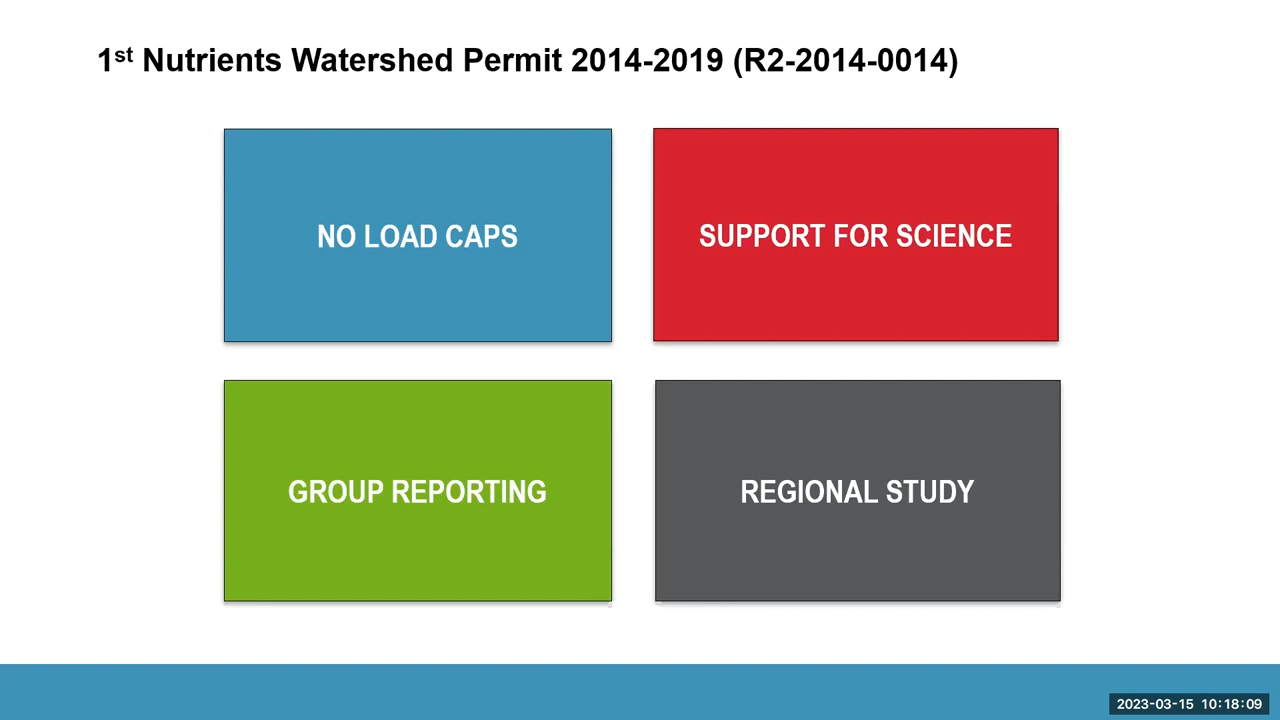 1st Nutrients Watershed Permit 2014-2019 (R2-2014-0014)
NO LOAD CAPS
SUPPORT FOR SCIENCE
GROUP REPORTING
REGIONAL STUDY
2023-03-15 10:18:09